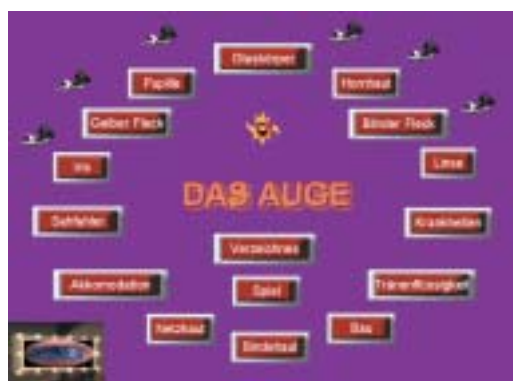 Glaskörper
Pupille
Hornhaut
Gelber Fleck
Blinder Fleck
Iris
Linse
DAS AUGE
Sehfehler
Krankheiten
Verzeichnis
Akkomodation
Spiel
Tränenflüssigkeit
Netzhaut
Bau
Bindehaut